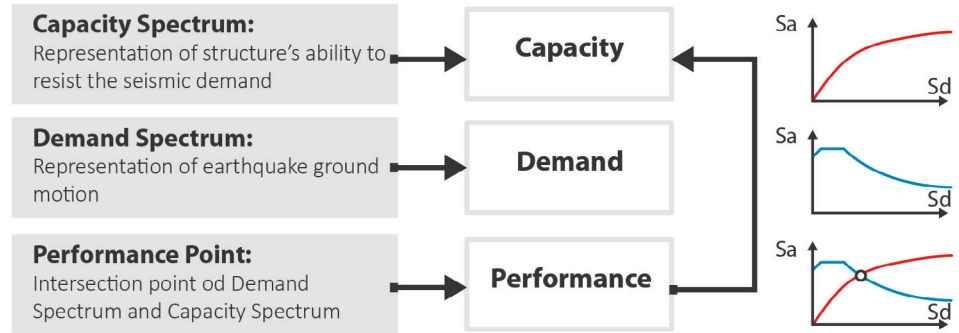 Capacity Spectrum:
Representation of structure's ability to
resist the seismic demand
Capacity
Sa
Sd
Demand Spectrum:
Representation of earthquake ground
motion
Demand
Sa
Sd
Performance Point:
Intersection point od Demand
Spectrum and Capacity Spectrum
Performance
Sa
Sd